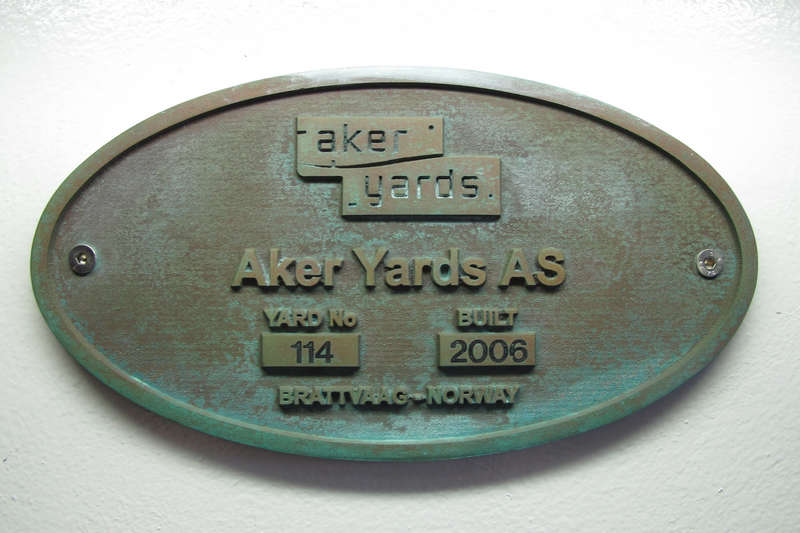 aker
yards
Aker Yards AS
YARD No BUILT
114 2006
BRATTVAAG - NORWAY